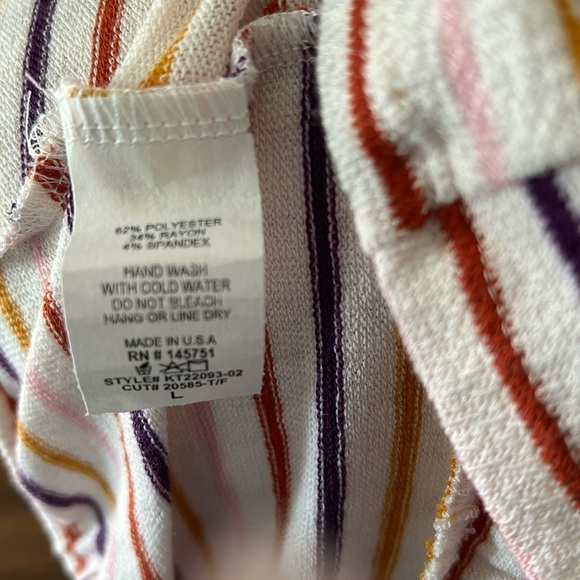 62% POLYESTER
34% RAYON
4% SPANDEX
HAND WASH
WITH COLD WATER
DO NOT BLEACH
HANG OR LINE DRY
MADE IN U.S.A
RN # 145751
STYLE# KT22093-02
CUT# 20585-T/F
L